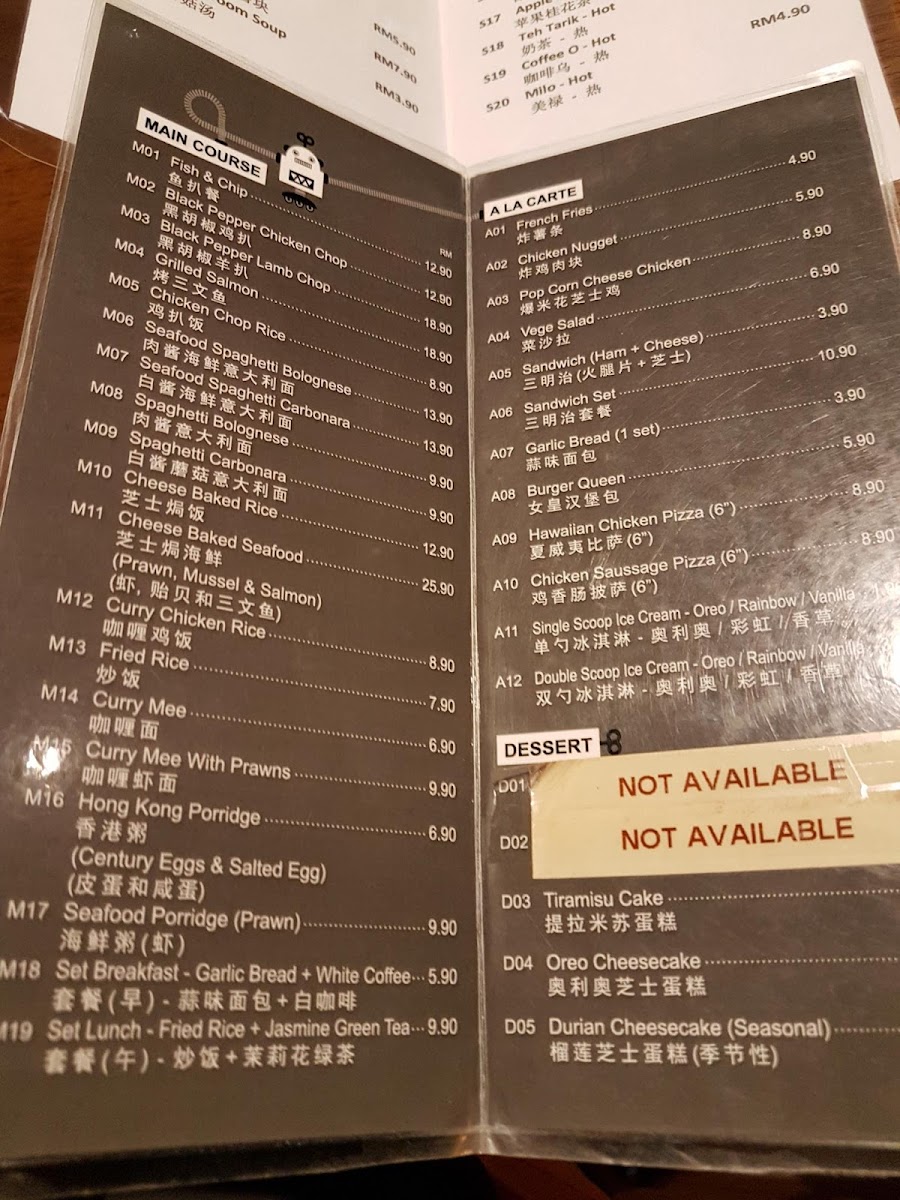 菇汤
oom Soup
RM5.90
RM7.90
RM3.90
S17 Apple
苹果桂花茶
S18 Teh Tarik - Hot
奶茶 - 热
S19 Coffee O - Hot
咖啡乌 - 热
S20 Milo - Hot
美禄 - 热
RM4.90
MAIN COURSE
RM
M01 Fish & Chip 12.90
鱼扒餐
M02 Black Pepper Chicken Chop 12.90
黑胡椒鸡扒
M03 Black Pepper Lamb Chop 18.90
黑胡椒羊扒
M04 Grilled Salmon 18.90
烤三文鱼
M05 Chicken Chop Rice 8.90
鸡扒饭
M06 Seafood Spaghetti Bolognese 13.90
肉酱海鲜意大利面
M07 Seafood Spaghetti Carbonara 13.90
白酱海鲜意大利面
M08 Spaghetti Bolognese 9.90
肉酱意大利面
M09 Spaghetti Carbonara 9.90
白酱蘑菇意大利面
M10 Cheese Baked Rice 12.90
芝士焗饭
M11 Cheese Baked Seafood 25.90
芝士焗海鲜
(Prawn, Mussel & Salmon)
(虾, 贻贝和三文鱼)
M12 Curry Chicken Rice 8.90
咖喱鸡饭
M13 Fried Rice 7.90
炒饭
M14 Curry Mee 6.90
咖喱面
M15 Curry Mee With Prawns 9.90
咖喱虾面
M16 Hong Kong Porridge 6.90
香港粥
(Century Eggs & Salted Egg)
(皮蛋和咸蛋)
M17 Seafood Porridge (Prawn) 9.90
海鲜粥(虾)
M18 Set Breakfast - Garlic Bread + White Coffee 5.90
套餐(早) - 蒜味面包+白咖啡
M19 Set Lunch - Fried Rice + Jasmine Green Tea 9.90
套餐(午) - 炒饭+茉莉花绿茶
A LA CARTE
A01 French Fries 4.90
炸薯条
A02 Chicken Nugget 5.90
炸鸡肉块
A03 Pop Corn Cheese Chicken 8.90
爆米花芝士鸡
A04 Vege Salad 6.90
菜沙拉
A05 Sandwich (Ham + Cheese) 3.90
三明治(火腿片+芝士)
A06 Sandwich Set 10.90
三明治套餐
A07 Garlic Bread (1 set) 3.90
蒜味面包
A08 Burger Queen 5.90
女皇汉堡包
A09 Hawaiian Chicken Pizza (6") 8.90
夏威夷比萨(6")
A10 Chicken Saussage Pizza (6") 8.90
鸡香肠披萨(6")
A11 Single Scoop Ice Cream - Oreo / Rainbow / Vanilla
单勺冰淇淋 - 奥利奥 / 彩虹 / 香草
A12 Double Scoop Ice Cream - Oreo / Rainbow / Vanilla
双勺冰淇淋 - 奥利奥 / 彩虹 / 香草
DESSERT
D01 NOT AVAILABLE
D02 NOT AVAILABLE
D03 Tiramisu Cake
提拉米苏蛋糕
D04 Oreo Cheesecake
奥利奥芝士蛋糕
D05 Durian Cheesecake (Seasonal)
榴莲芝士蛋糕(季节性)